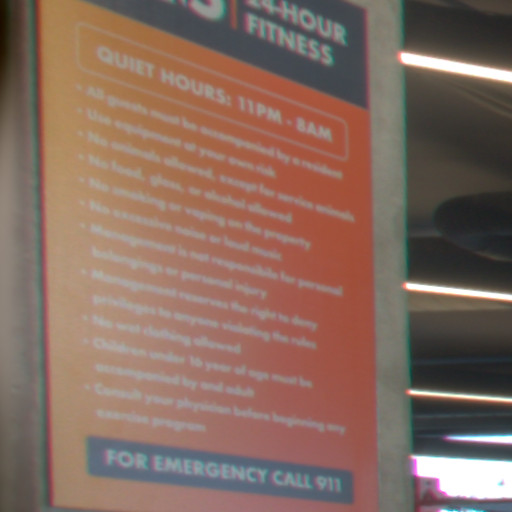 24-HOUR
FITNESS
QUIET HOURS: 11PM - 8AM
• All guests must be accompanied by a resident
• Use equipment at your own risk
• No animals allowed, except for service animals
• No food, glass, or alcohol allowed
• No smoking or vaping on the property
• No excessive noise or loud music
• Management is not responsible for personal
belongings or personal injury
• Management reserves the right to deny
privileges to anyone violating the rules
• No wet clothing allowed
• Children under 16 year of age must be
accompanied by and adult
• Consult your physician before beginning any
exercise program
FOR EMERGENCY CALL 911